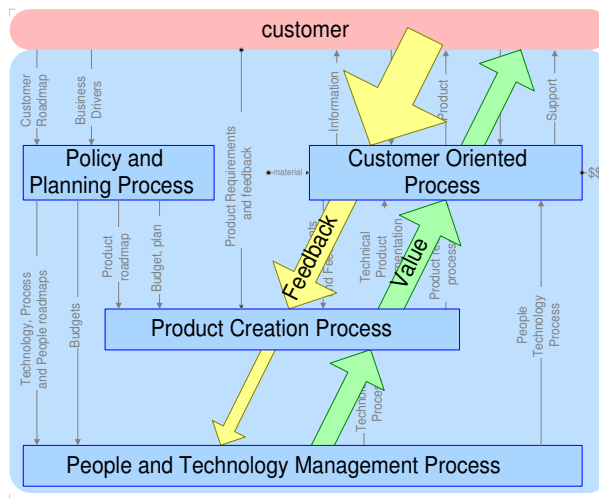 customer
Customer
Roadmap
Business
Drivers
Product Requirements
and feedback
Information
Product
Support
Policy and
Planning Process
material
Customer Oriented
Process
$$
Product
roadmap
Budget, plan
Feedback
Technical
Product
Value
process
Technology, Process
and People roadmaps
Budgets
Product Creation Process
People
Technology
Process
People and Technology Management Process